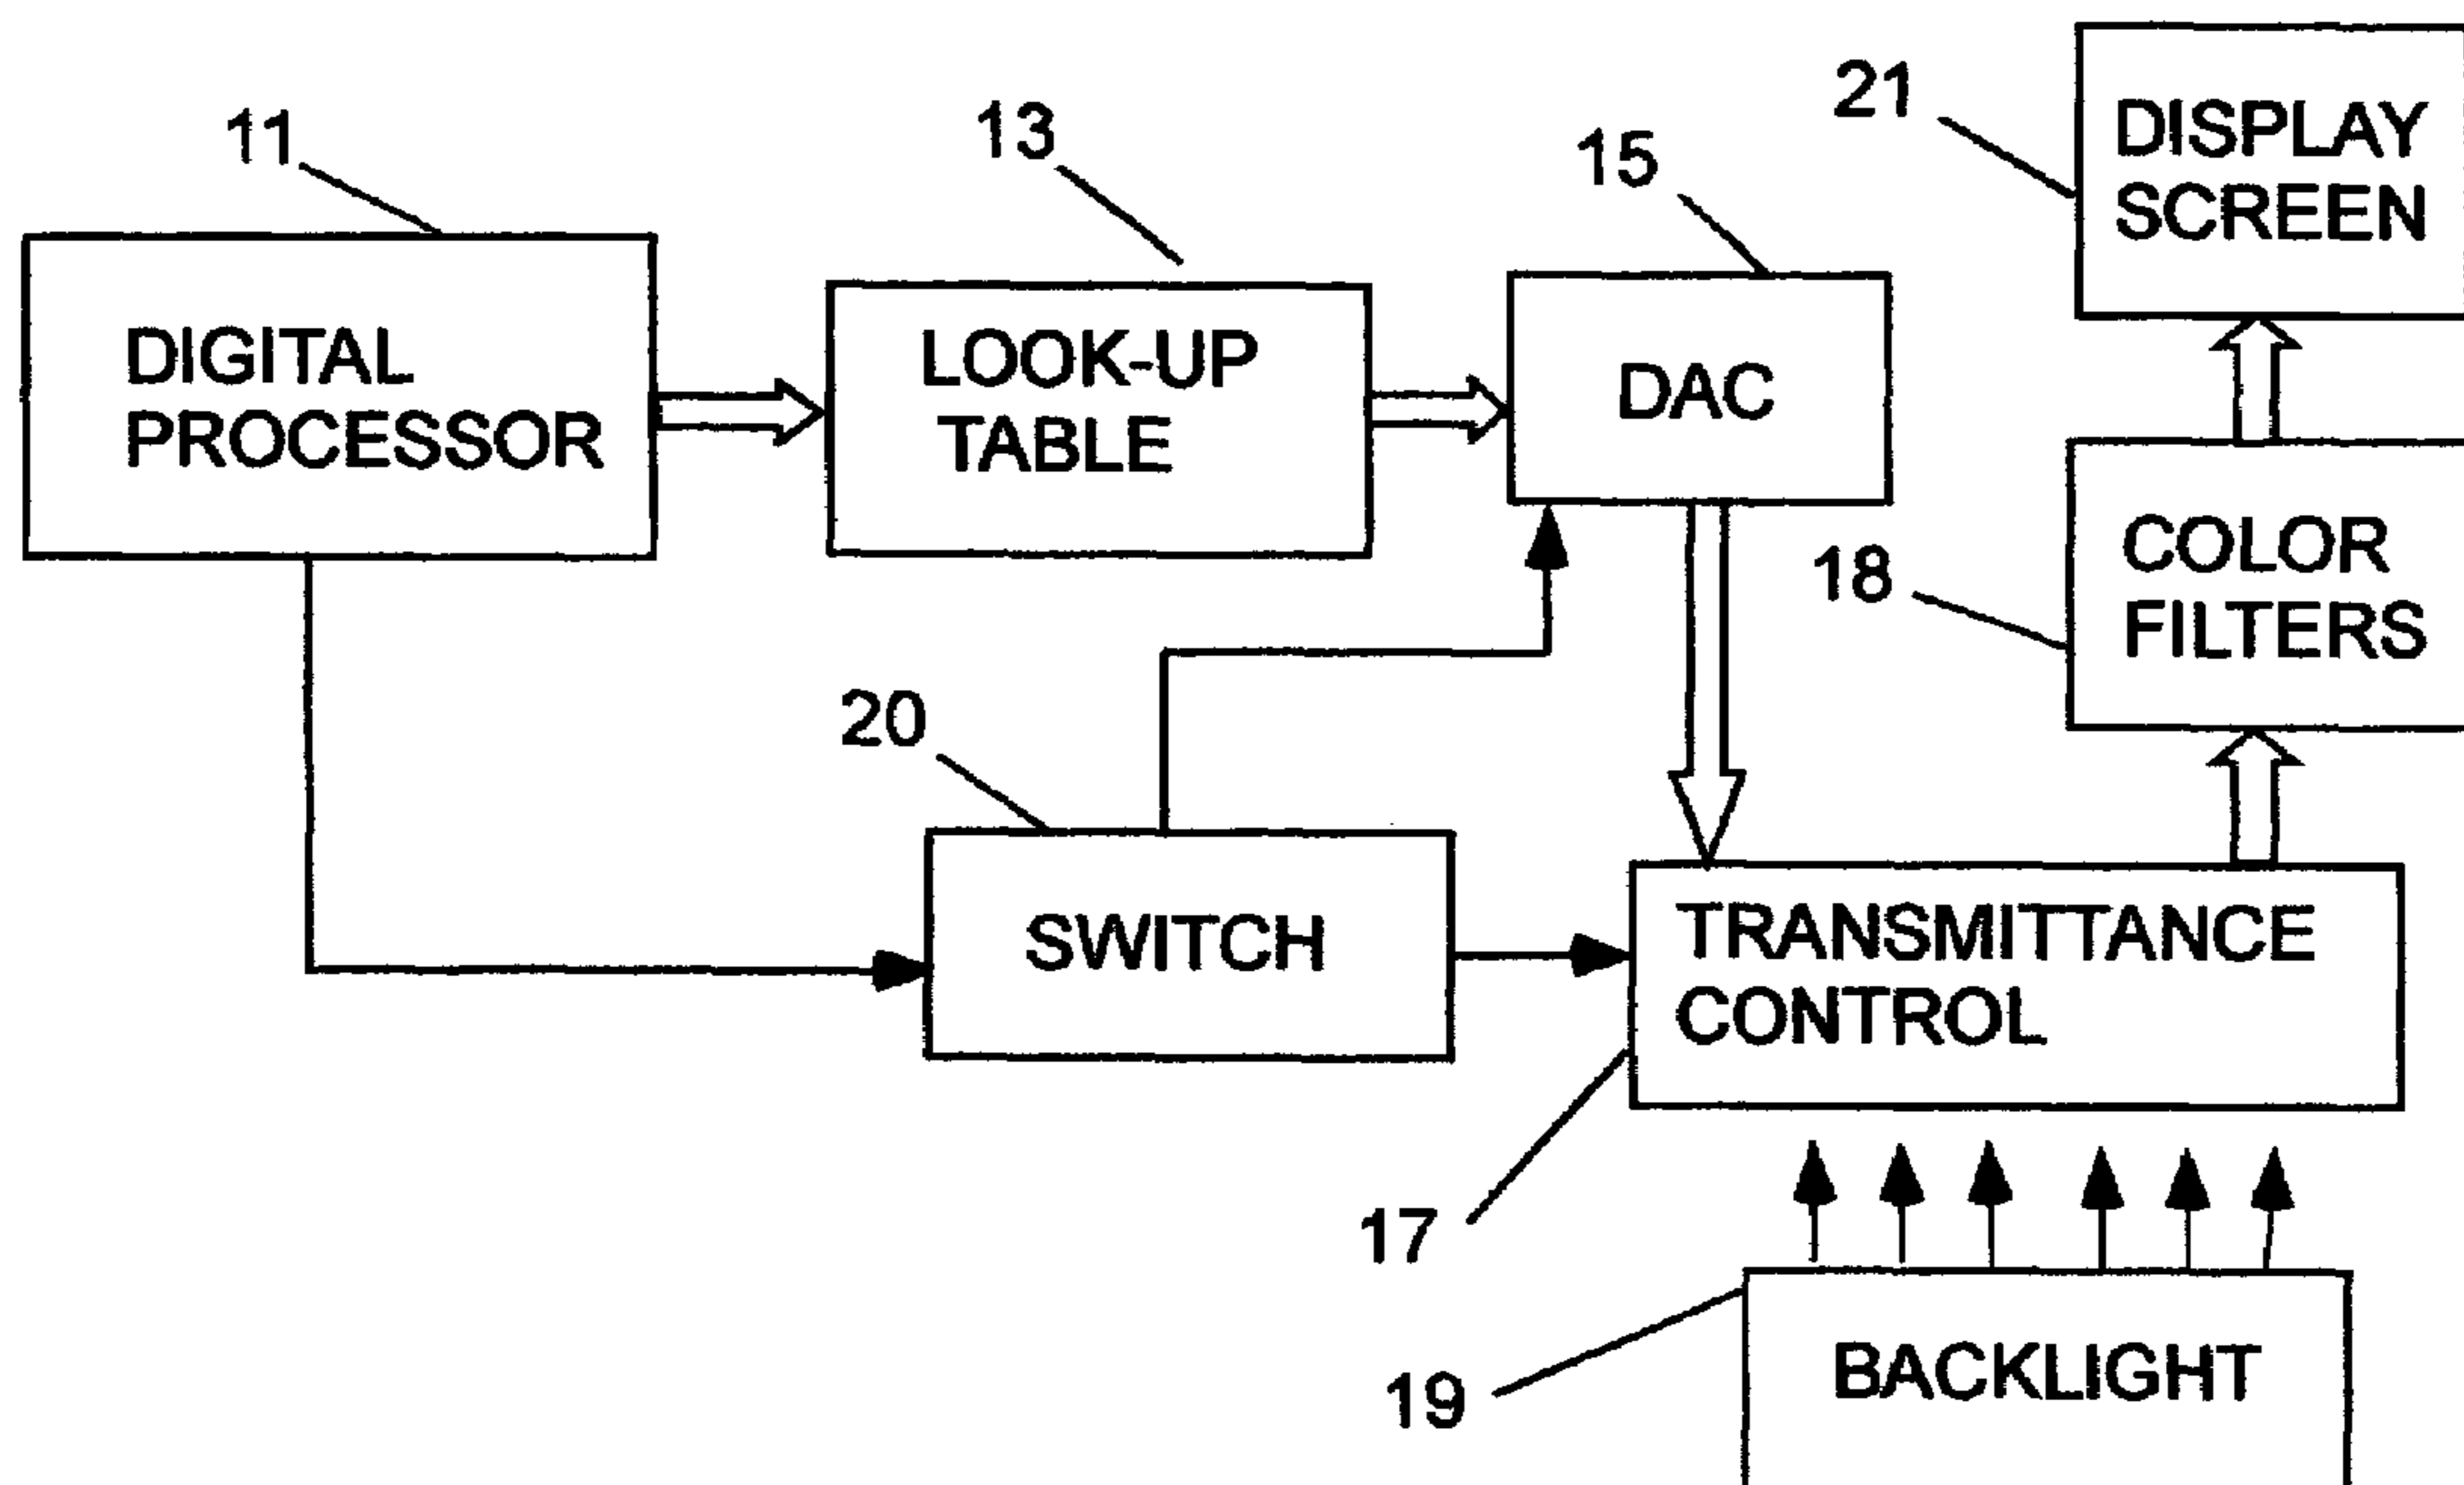 11
13
15
21
DISPLAY
SCREEN
DIGITAL
PROCESSOR
LOOK-UP
TABLE
DAC
18
COLOR
FILTERS
20
SWITCH
TRANSMITTANCE
CONTROL
17
19
BACKLIGHT